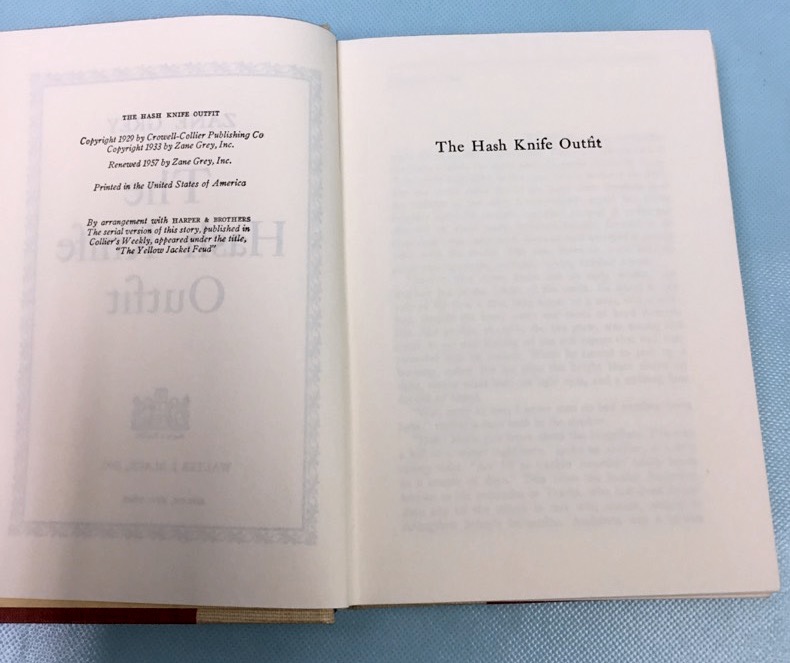 THE HASH KNIFE OUTFIT
Copyright 1929 by Crowell-Collier Publishing Co
Copyright 1933 by Zane Grey, Inc.
Renewed 1957 by Zane Grey, Inc.
Printed in the United States of America
By arrangement with HARPER & BROTHERS
The serial version of this story, published in
Collier's Weekly, appeared under the title,
"The Yellow Jacket Feud"
The Hash Knife Outfit